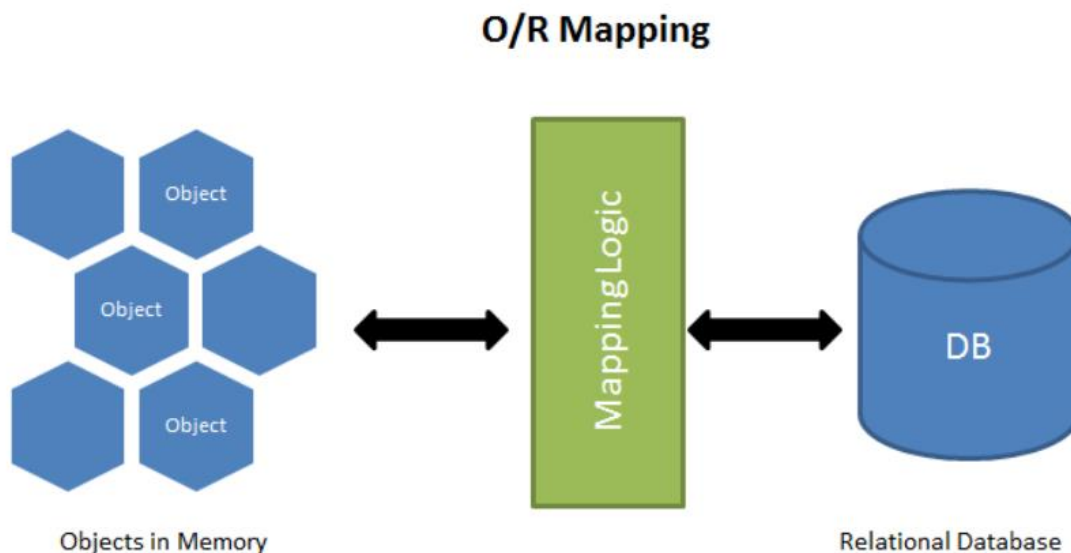 O/R Mapping
Object
Object
Object
Mapping Logic
DB
Objects in Memory
Relational Database